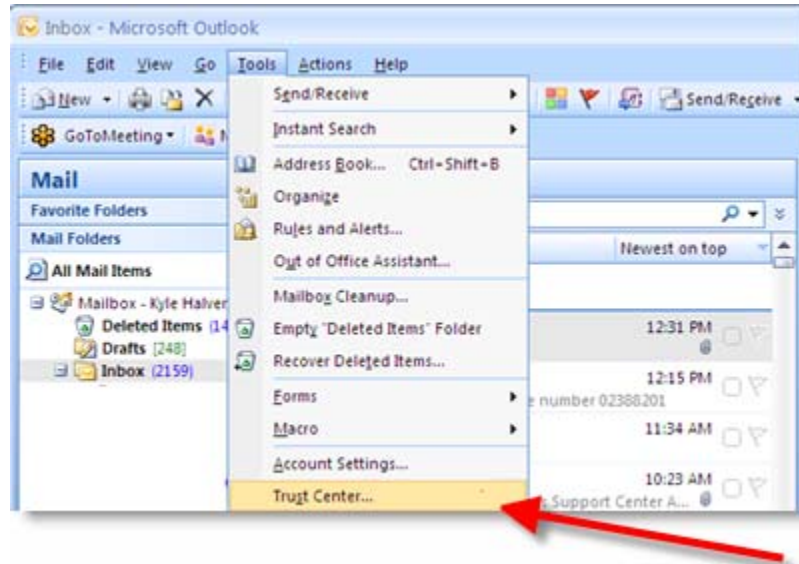 Inbox - Microsoft Outlook
File Edit View Go Tools Actions Help
New Send/Receive
GoToMeeting
Send/Receive
Instant Search
Address Book... Ctrl+Shift+B
Organize
Rules and Alerts...
Out of Office Assistant...
Mailbox Cleanup...
Empty "Deleted Items" Folder
Recover Deleted Items...
Forms
Macro
Account Settings...
Trust Center...
Mail
Favorite Folders
Mail Folders
All Mail Items
Mailbox - Kyle Halver
Deleted Items (14
Drafts [248]
Inbox (2159)
Newest on top
12:31 PM
12:15 PM
number 02388201
11:34 AM
10:23 AM
Support Center A...